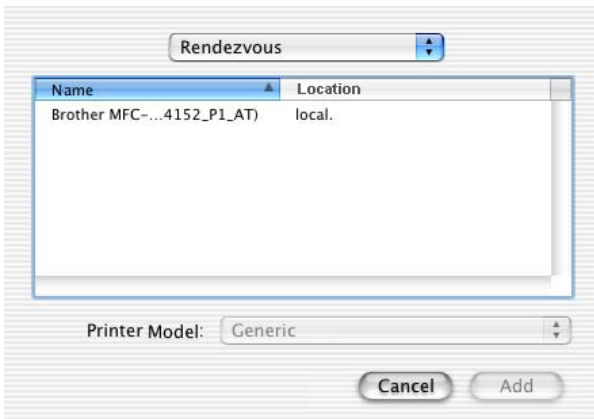 Rendezvous
Name Location
Brother MFC-...4152_P1_AT) local.
Printer Model: Generic
Cancel Add